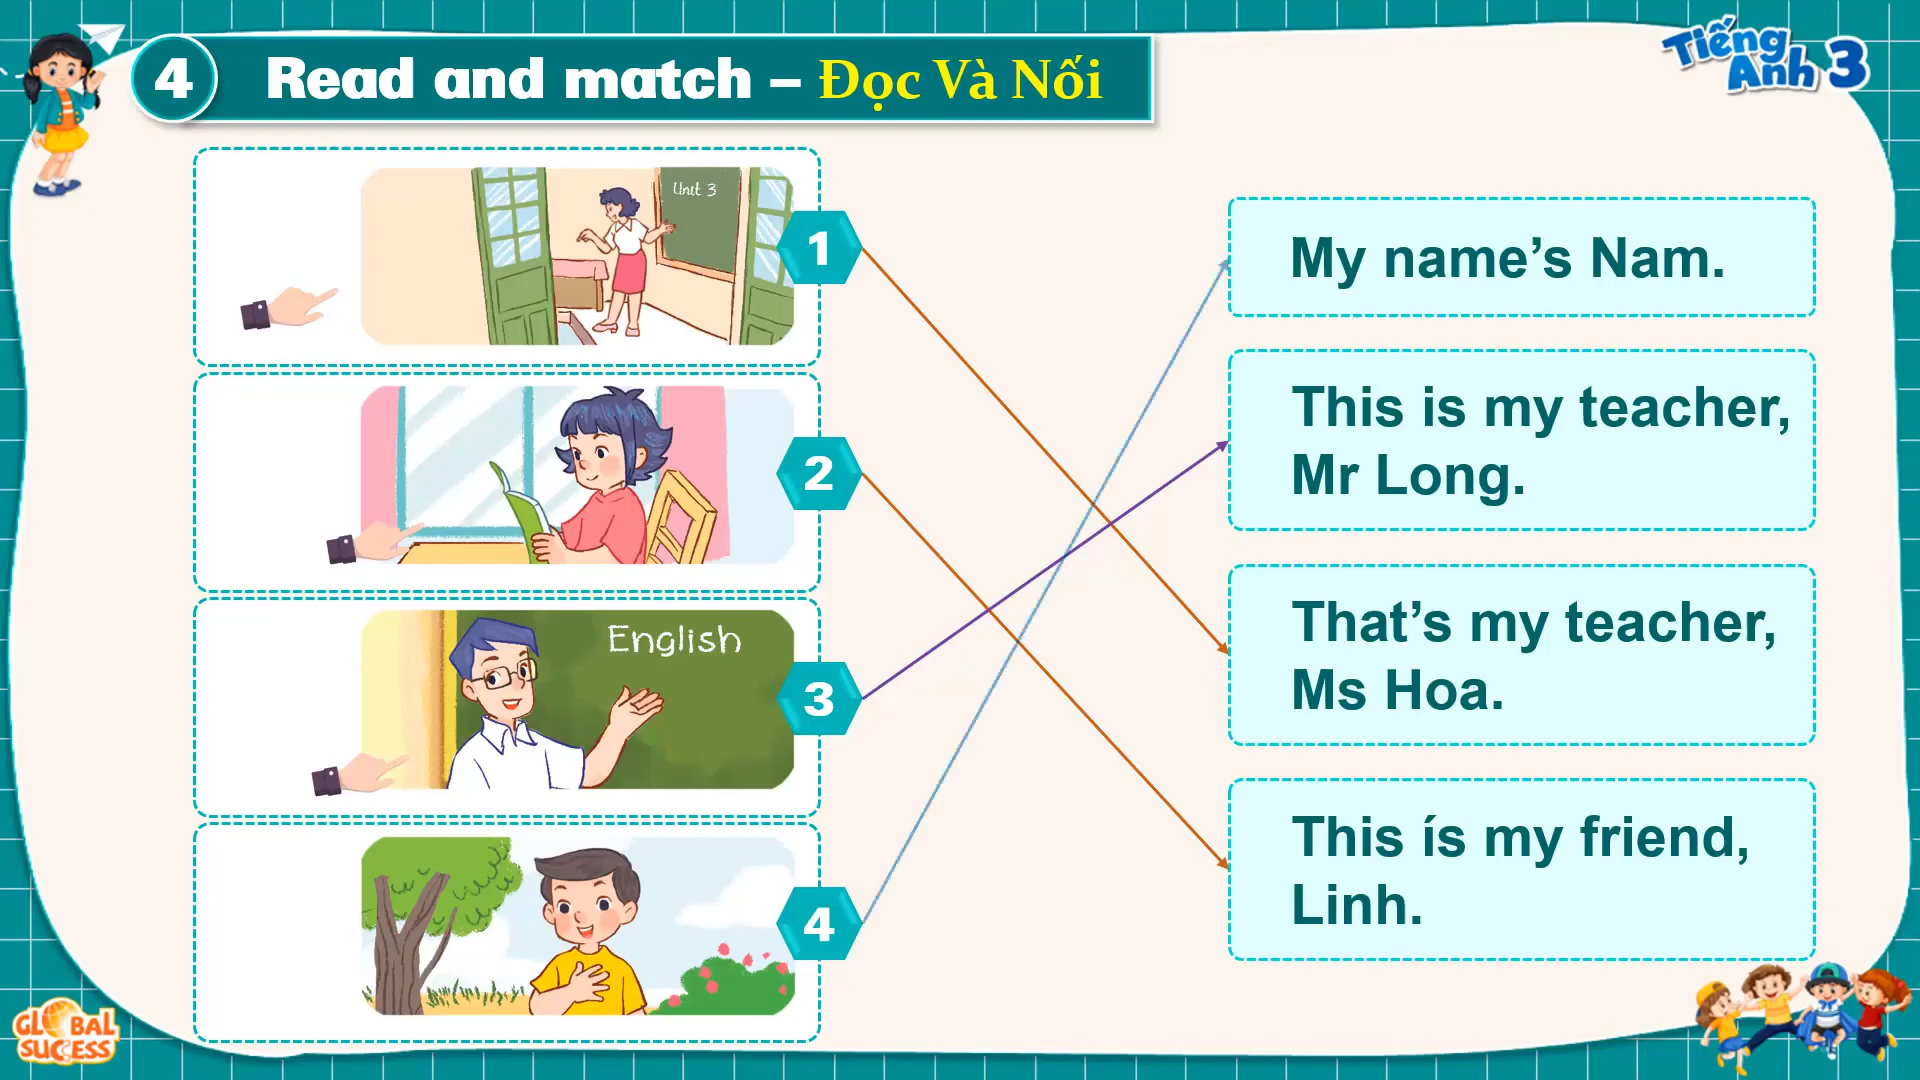 4
Read and match – Đọc Và Nối
Tiếng
Anh 3
Unit 3
1
2
English
3
4
My name’s Nam.
This is my teacher,
Mr Long.
That’s my teacher,
Ms Hoa.
This ís my friend,
Linh.
GLOBAL
SUCCESS